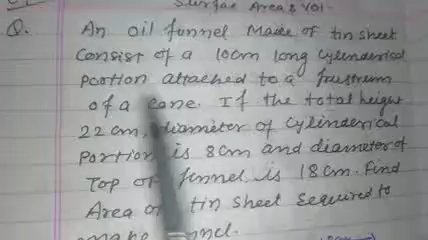 Surface Area & Vol.
Q. An oil funnel Made of tin sheet
Consist of a 10cm long Cylenderical
Portion attached to a frustrum
of a cone. If the total height
22 cm, diameter of Cylenderical
Portion is 8cm and diameter of
Top of funnel is 18cm. Find
Area of tin sheet required to